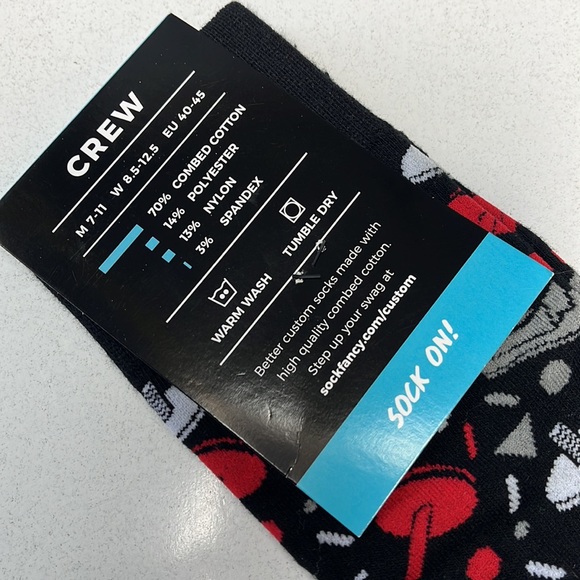 CREW
M 7-11 W 8.5-12.5 EU 40-45
70% COMBED COTTON
14% POLYESTER
13% NYLON
3% SPANDEX
WARM WASH
TUMBLE DRY
Better custom socks made with
high quality combed cotton.
Step up your swag at
sockfancy.com/custom
SOCK ON!